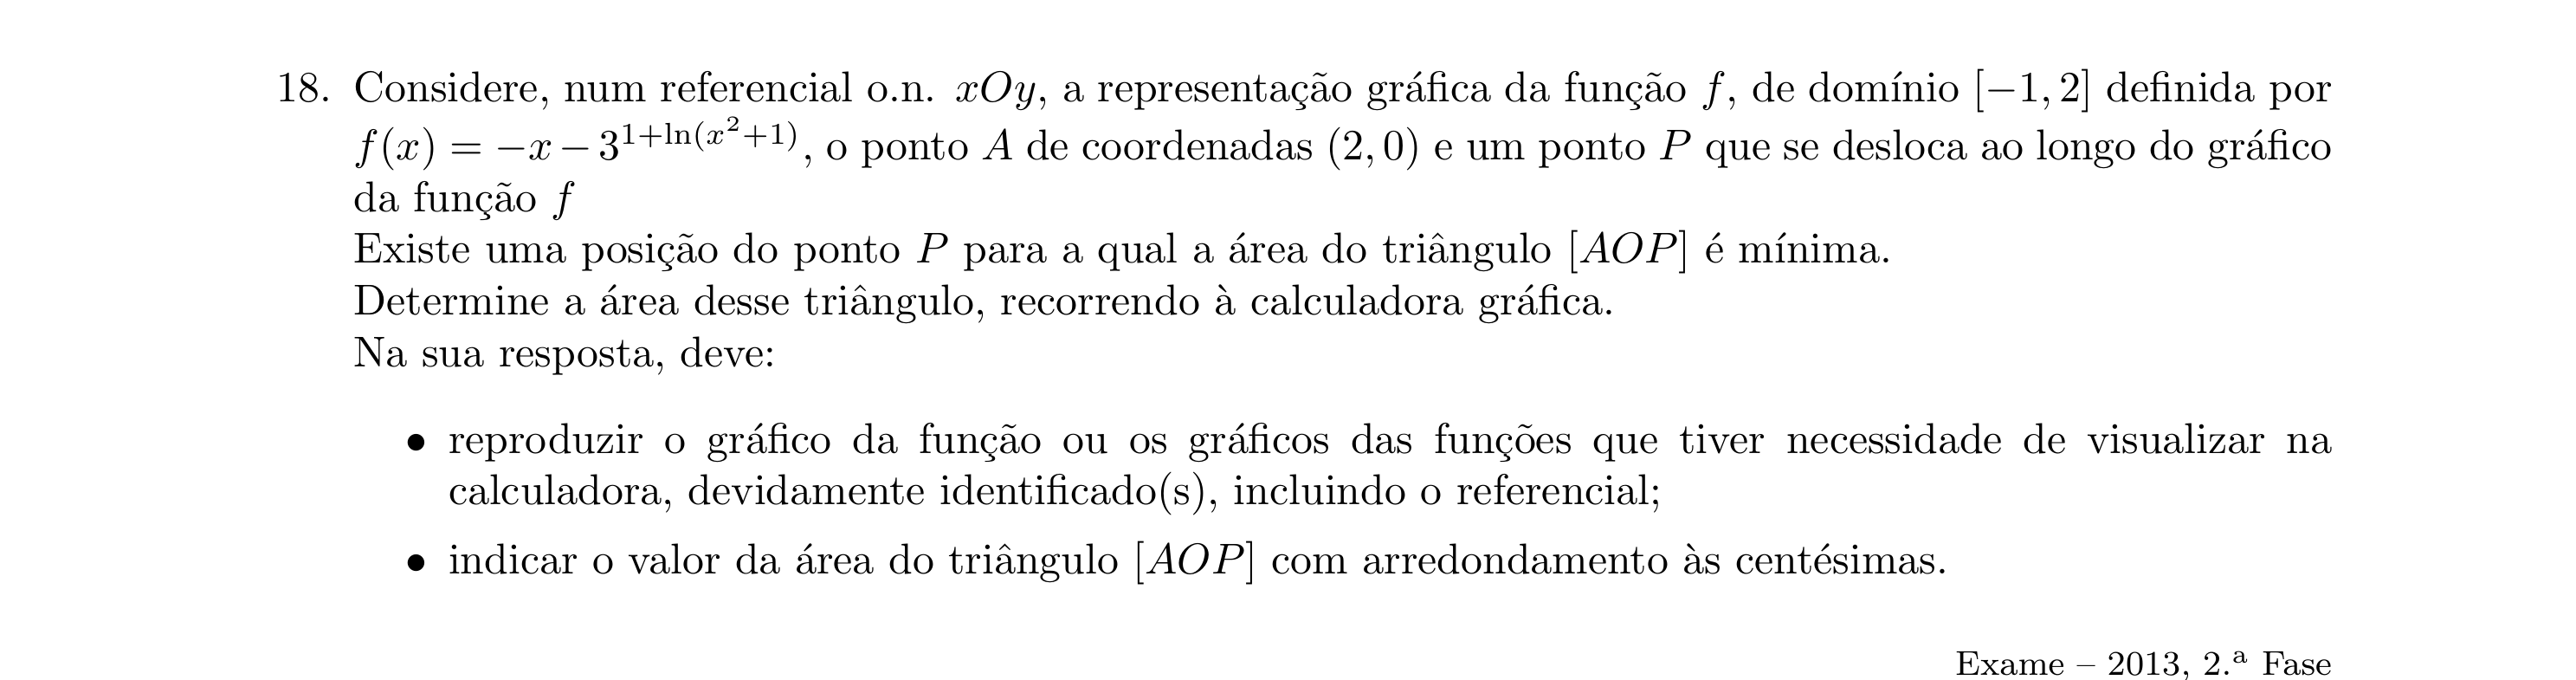 18. Considere, num referencial o.n. xOy, a representação gráfica da função f, de domínio [−1, 2] definida por
f(x) = −x − 3^{1+ln(x^2+1)}, o ponto A de coordenadas (2, 0) e um ponto P que se desloca ao longo do gráfico
da função f
Existe uma posição do ponto P para a qual a área do triângulo [AOP] é mínima.
Determine a área desse triângulo, recorrendo à calculadora gráfica.
Na sua resposta, deve:
• reproduzir o gráfico da função ou os gráficos das funções que tiver necessidade de visualizar na
calculadora, devidamente identificado(s), incluindo o referencial;
• indicar o valor da área do triângulo [AOP] com arredondamento às centésimas.
Exame – 2013, 2.ª Fase